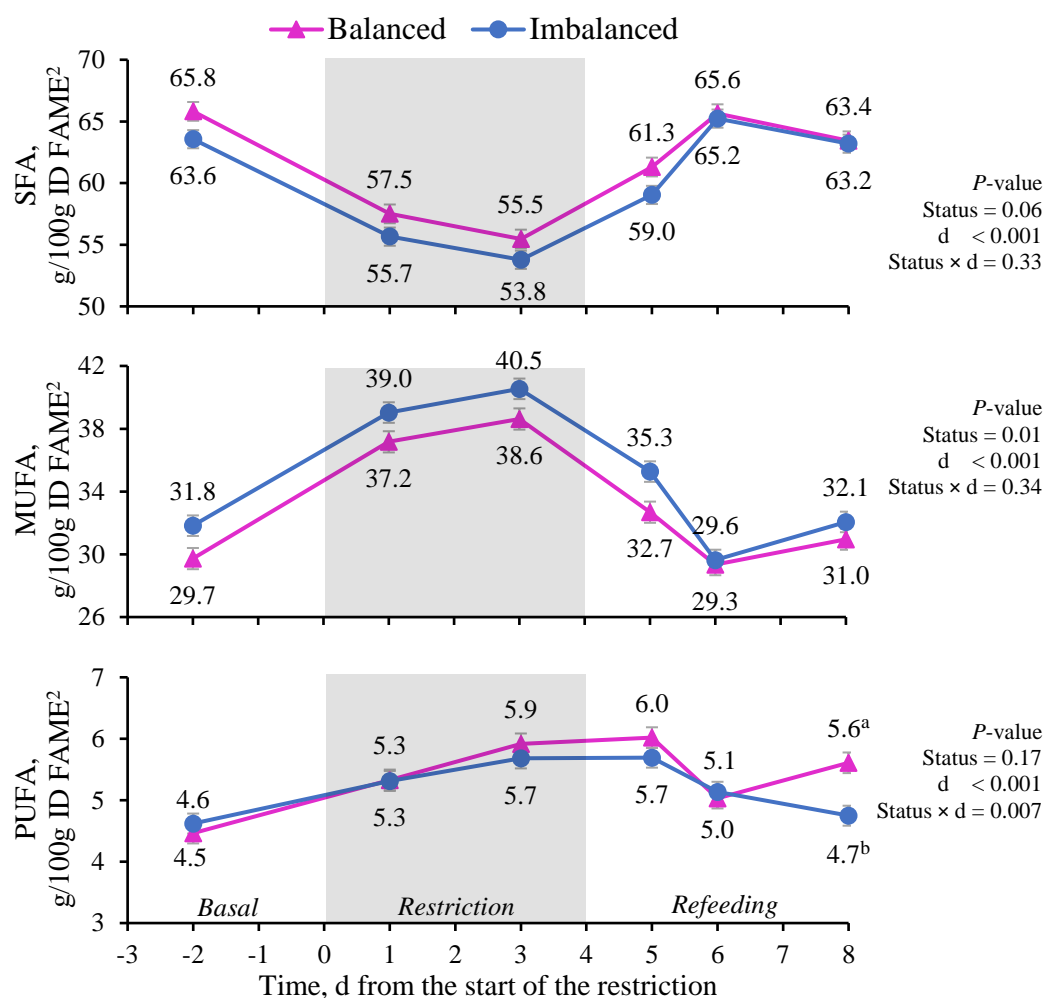 Balanced Imbalanced
SFA,
g/100g ID FAME²
70
65
60
55
50
65.8
63.6
57.5
55.7
55.5
53.8
61.3
59.0
65.6
65.2
63.4
63.2
P-value
Status = 0.06
d < 0.001
Status × d = 0.33
MUFA,
g/100g ID FAME²
42
38
34
30
26
31.8
29.7
39.0
37.2
40.5
38.6
35.3
32.7
29.6
29.3
32.1
31.0
P-value
Status = 0.01
d < 0.001
Status × d = 0.34
PUFA,
g/100g ID FAME²
7
6
5
4
3
4.6
4.5
5.3
5.3
5.9
5.7
6.0
5.7
5.1
5.0
5.6ᵃ
4.7ᵇ
P-value
Status = 0.17
d < 0.001
Status × d = 0.007
Basal Restriction Refeeding
-3 -2 -1 0 1 2 3 4 5 6 7 8
Time, d from the start of the restriction